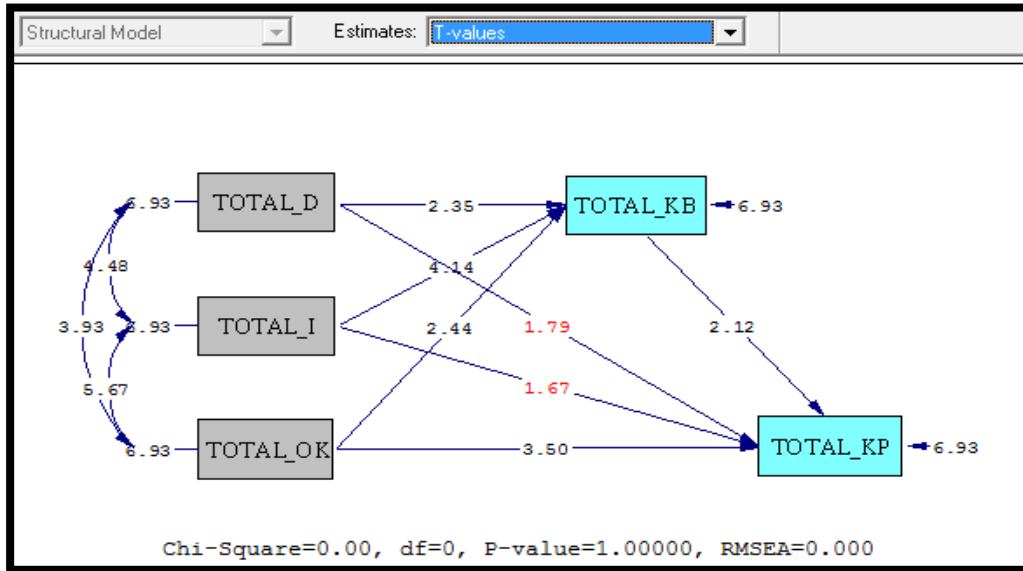 Structural Model Estimates: T-values
6.93 TOTAL_D 2.35 TOTAL_KB 6.93
4.48 4.14
3.93 6.93 TOTAL_I 2.44 1.79 2.12
5.67 1.67
6.93 TOTAL_OK 3.50 TOTAL_KP 6.93
Chi-Square=0.00, df=0, P-value=1.00000, RMSEA=0.000